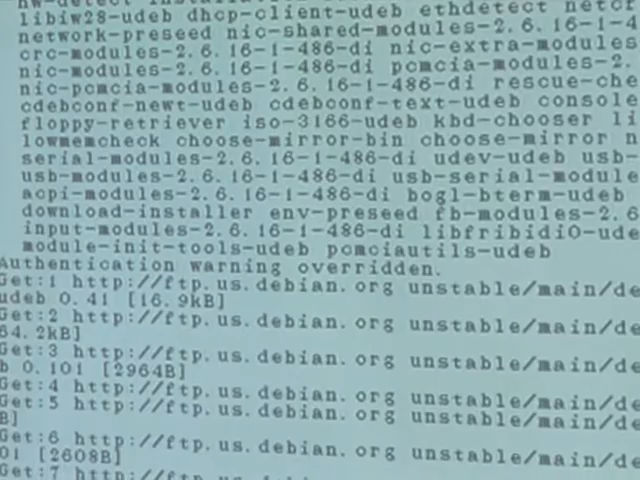 libiw28-udeb dhcp-client-udeb ethdetect netcf
network-preseed nic-shared-modules-2.6.16-1-4
crc-modules-2.6.16-1-486-di nic-extra-modules
nic-modules-2.6.16-1-486-di pcmcia-modules-2.
nic-pcmcia-modules-2.6.16-1-486-di rescue-che
cdebconf-newt-udeb cdebconf-text-udeb console
floppy-retriever iso-3166-udeb kbd-chooser li
lowmemcheck choose-mirror-bin choose-mirror n
serial-modules-2.6.16-1-486-di udev-udeb usb-
usb-modules-2.6.16-1-486-di usb-serial-module
acpi-modules-2.6.16-1-486-di bogl-bterm-udeb
download-installer env-preseed fb-modules-2.6
input-modules-2.6.16-1-486-di libfribidi0-ude
module-init-tools-udeb pcmciautils-udeb
Authentication warning overridden.
Get:1 http://ftp.us.debian.org unstable/main/de
udeb 0.41 [16.9kB]
Get:2 http://ftp.us.debian.org unstable/main/de
64.2kB]
Get:3 http://ftp.us.debian.org unstable/main/de
b 0.101 [2964B]
Get:4 http://ftp.us.debian.org unstable/main/de
Get:5 http://ftp.us.debian.org unstable/main/de
B]
Get:6 http://ftp.us.debian.org unstable/main/de
01 [2608B]
Get:7 http://ftp.us.debian